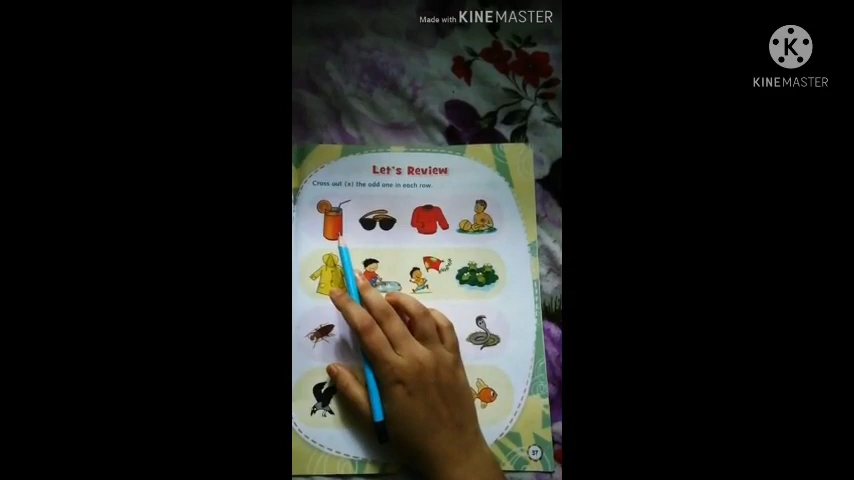 Made with KINEMASTER
KINEMASTER
Let's Review
Cross out (x) the odd one in each row.
37